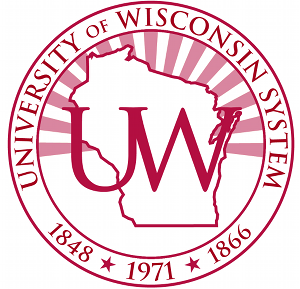 UNIVERSITY OF WISCONSIN SYSTEM
UW
1848 ★ 1971 ★ 1866